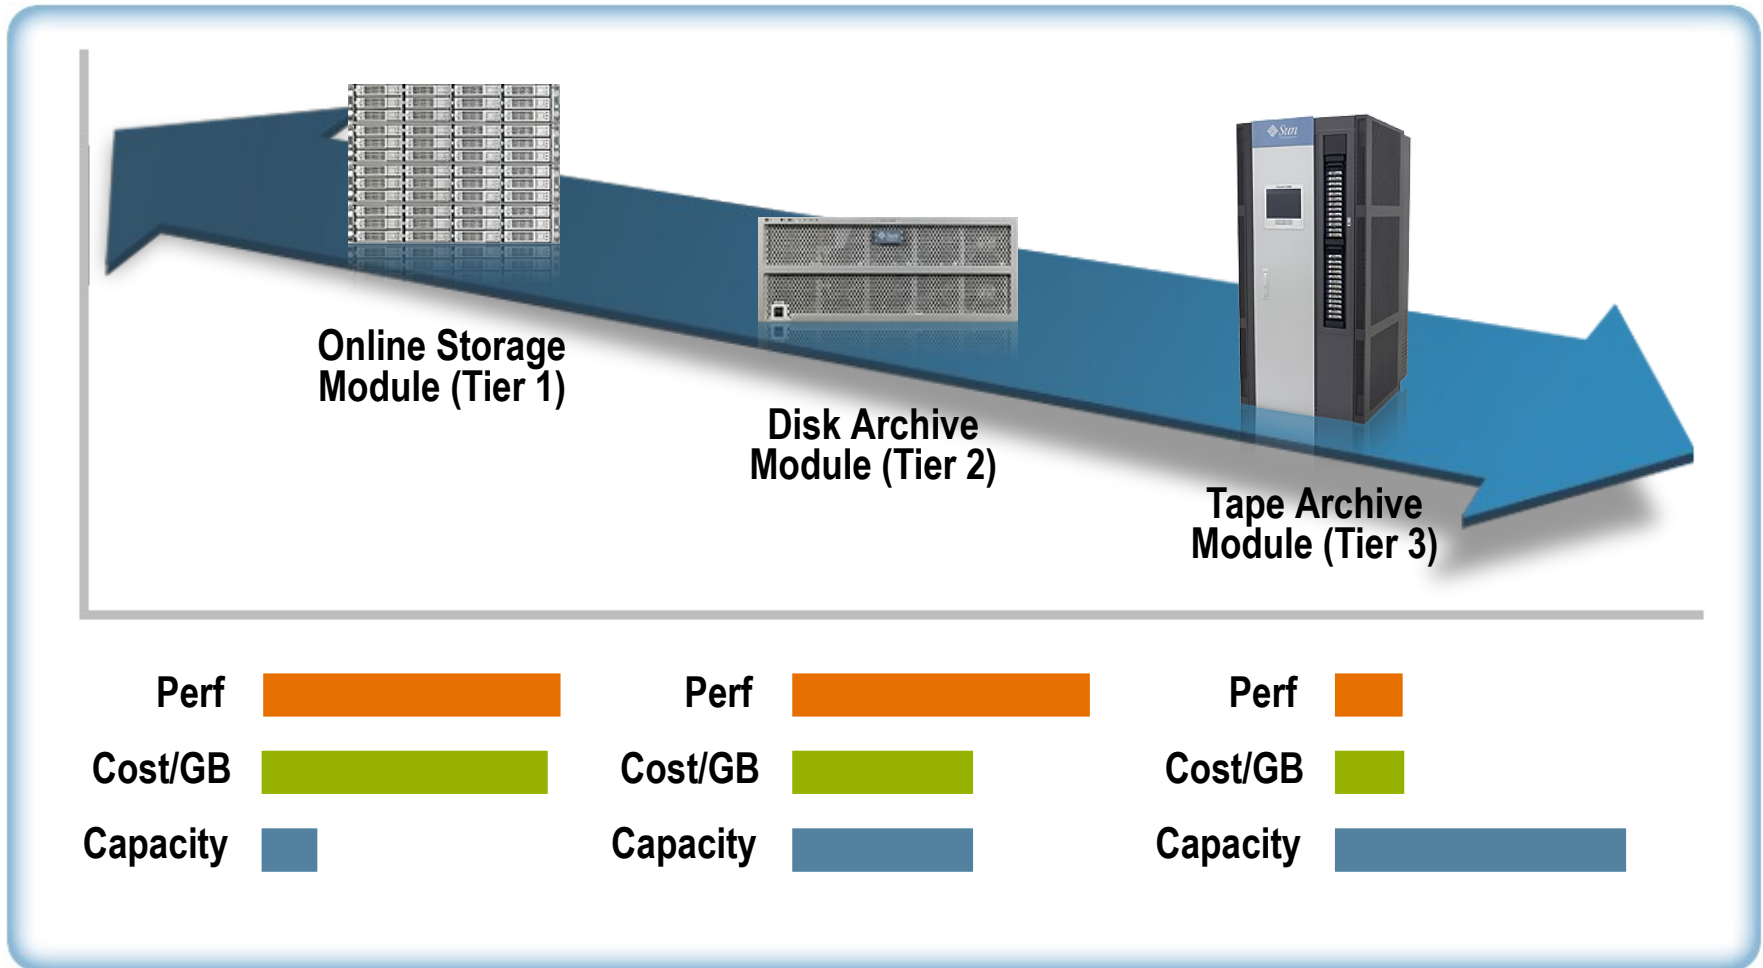 Sun
Online Storage
Module (Tier 1)
Disk Archive
Module (Tier 2)
Tape Archive
Module (Tier 3)
Perf
Perf
Perf
Cost/GB
Cost/GB
Cost/GB
Capacity
Capacity
Capacity